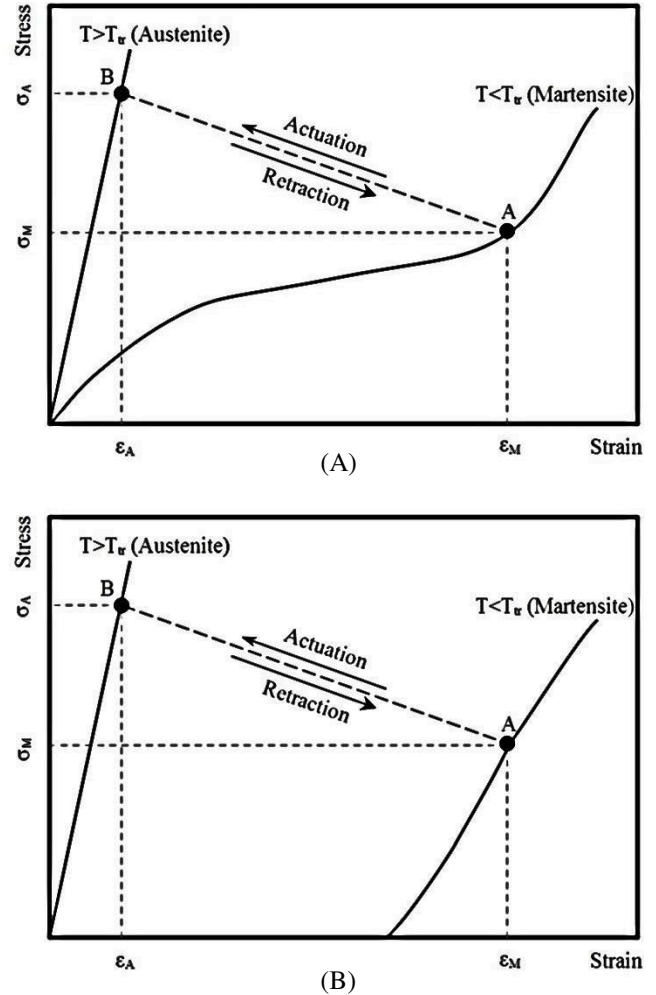 Stress
T>Ttr (Austenite)
B
σA
T<Ttr (Martensite)
Actuation
Retraction
A
σM
εA
εM
Strain
(A)
Stress
T>Ttr (Austenite)
B
σA
T<Ttr (Martensite)
Actuation
Retraction
A
σM
εA
εM
Strain
(B)